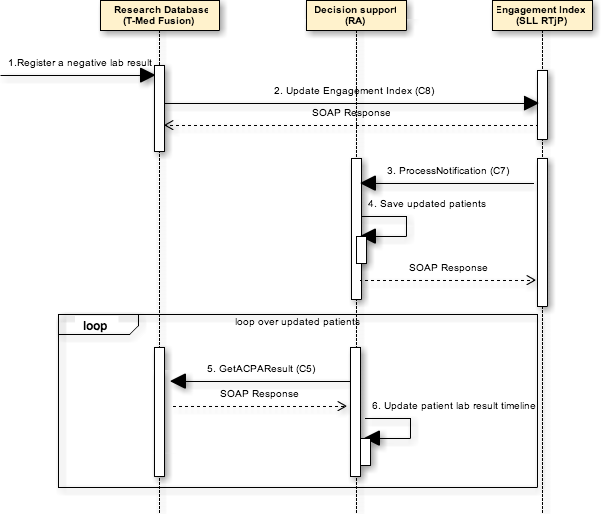 Research Database
(T-Med Fusion)
Decision support
(RA)
Engagement Index
(SLL RTjP)
1.Register a negative lab result
2. Update Engagement Index (C8)
SOAP Response
3. ProcessNotification (C7)
4. Save updated patients
SOAP Response
loop
loop over updated patients
5. GetACPAResult (C5)
SOAP Response
6. Update patient lab result timeline